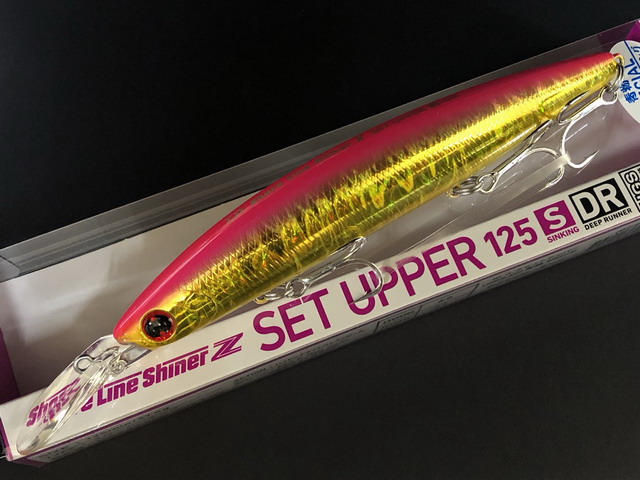 Line Shiner Z
SET UPPER 125
S
SINKING
DR
DEEP RUNNER